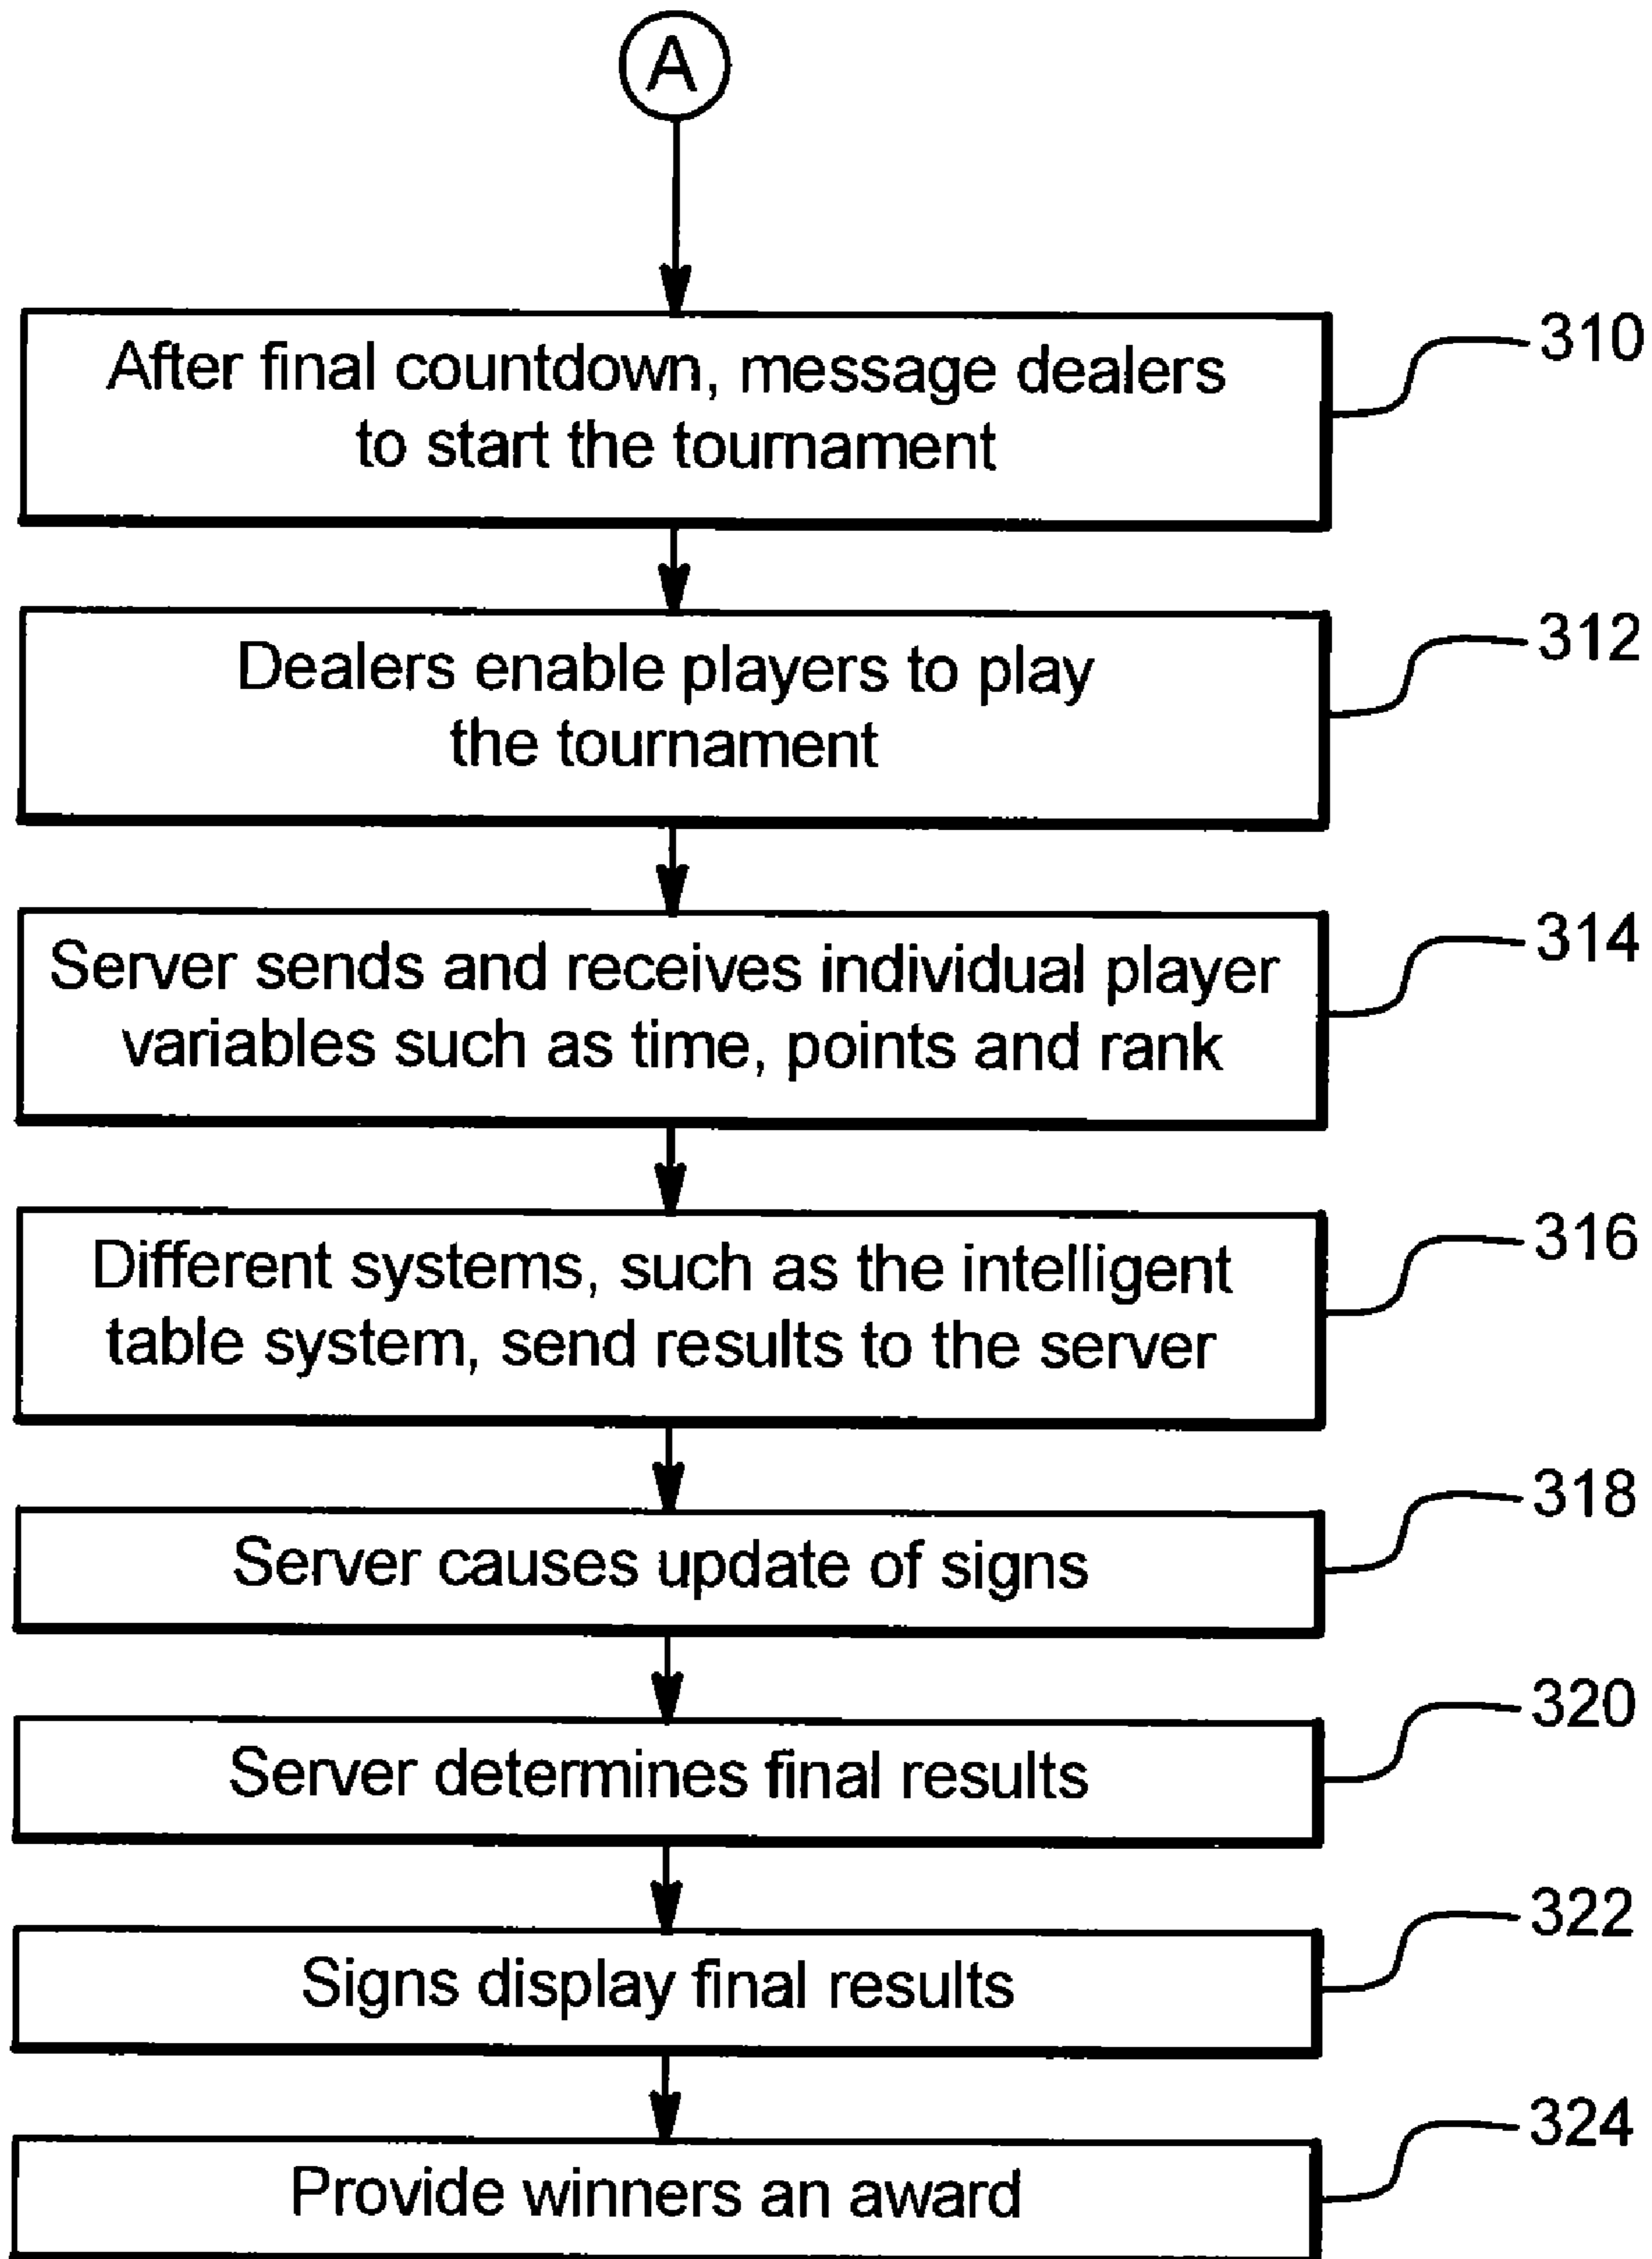 A
After final countdown, message dealers
to start the tournament
310
Dealers enable players to play
the tournament
312
Server sends and receives individual player
variables such as time, points and rank
314
Different systems, such as the intelligent
table system, send results to the server
316
Server causes update of signs
318
Server determines final results
320
Signs display final results
322
Provide winners an award
324